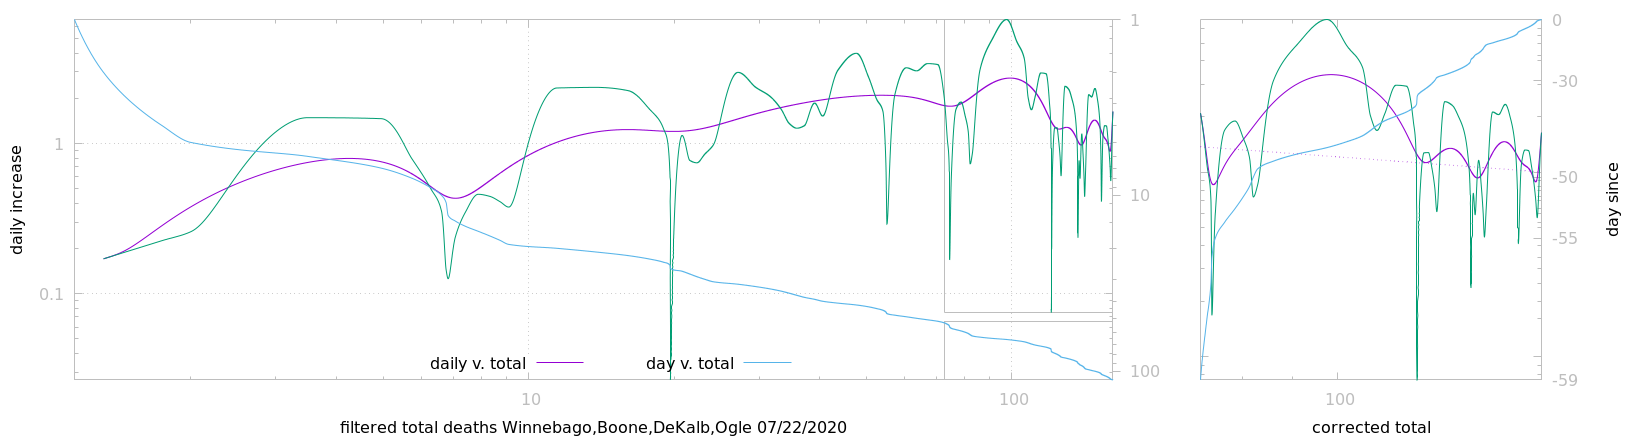 1
0.1
daily increase
10
100
1
10
100
daily v. total
day v. total
filtered total deaths Winnebago,Boone,DeKalb,Ogle 07/22/2020
0
-30
-50
-55
-59
day since
100
corrected total